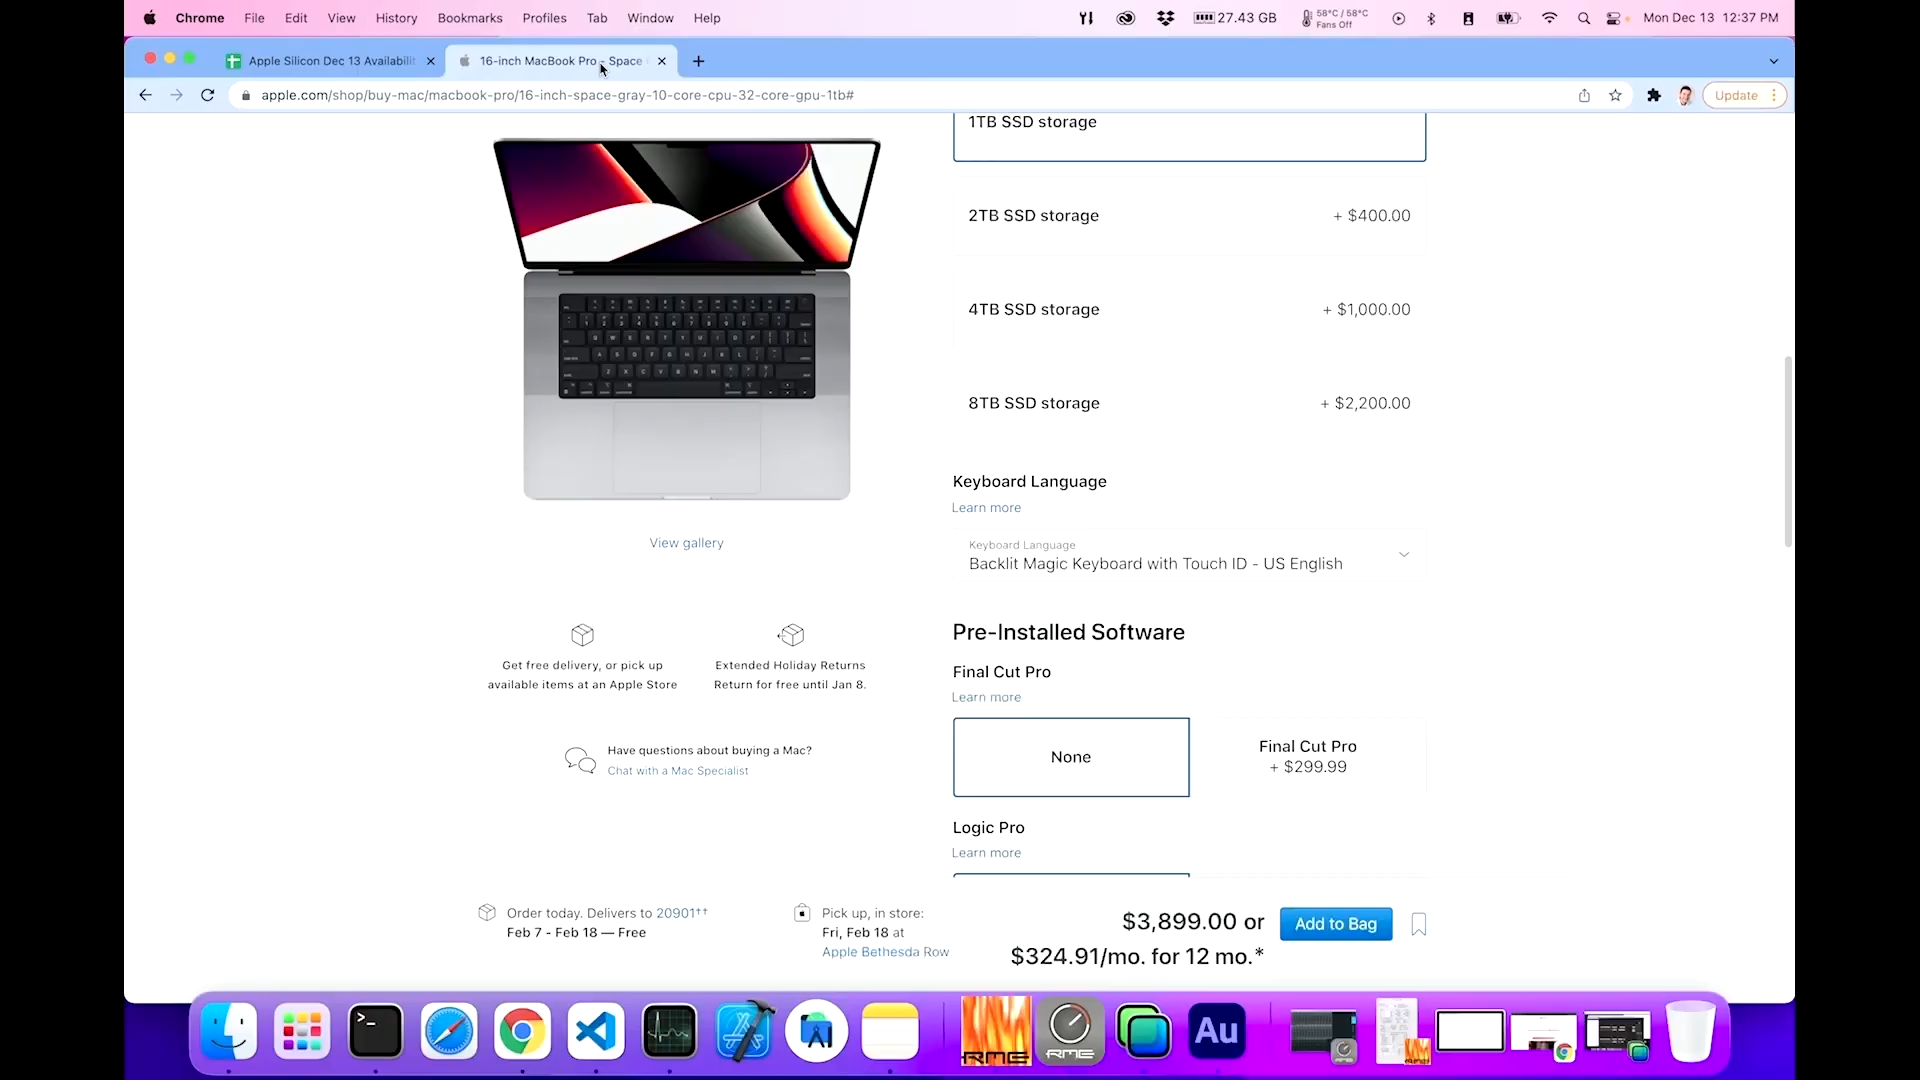 Chrome File Edit View History Bookmarks Profiles Tab Window Help
27.43 GB
58°C / 58°C
Fans Off
Mon Dec 13 12:37 PM
Apple Silicon Dec 13 Availabilit
16-inch MacBook Pro - Space
apple.com/shop/buy-mac/macbook-pro/16-inch-space-gray-10-core-cpu-32-core-gpu-1tb#
Update
1TB SSD storage
2TB SSD storage + $400.00
4TB SSD storage + $1,000.00
8TB SSD storage + $2,200.00
Keyboard Language
Learn more
Keyboard Language
Backlit Magic Keyboard with Touch ID - US English
View gallery
Get free delivery, or pick up
available items at an Apple Store
Extended Holiday Returns
Return for free until Jan 8.
Have questions about buying a Mac?
Chat with a Mac Specialist
Pre-Installed Software
Final Cut Pro
Learn more
None
Final Cut Pro
+ $299.99
Logic Pro
Learn more
Order today. Delivers to 20901††
Feb 7 - Feb 18 — Free
Pick up, in store:
Fri, Feb 18 at
Apple Bethesda Row
$3,899.00 or
$324.91/mo. for 12 mo.*
Add to Bag
RME
RME
Au